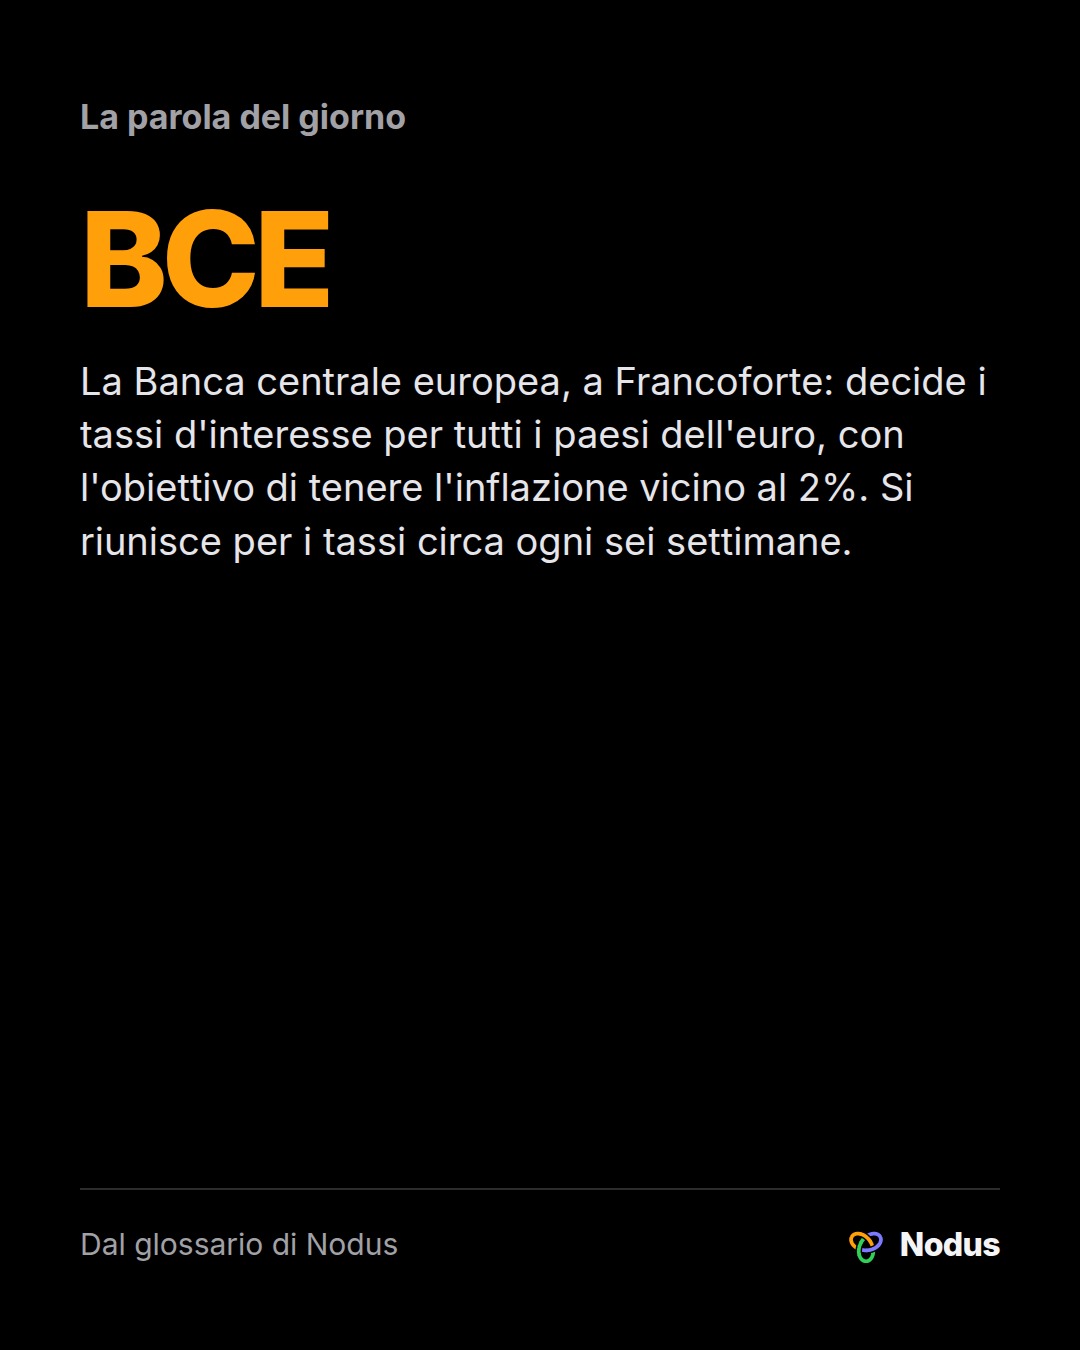 La parola del giorno
BCE
La Banca centrale europea, a Francoforte: decide i
tassi d'interesse per tutti i paesi dell'euro, con
l'obiettivo di tenere l'inflazione vicino al 2%. Si
riunisce per i tassi circa ogni sei settimane.
Dal glossario di Nodus
Nodus